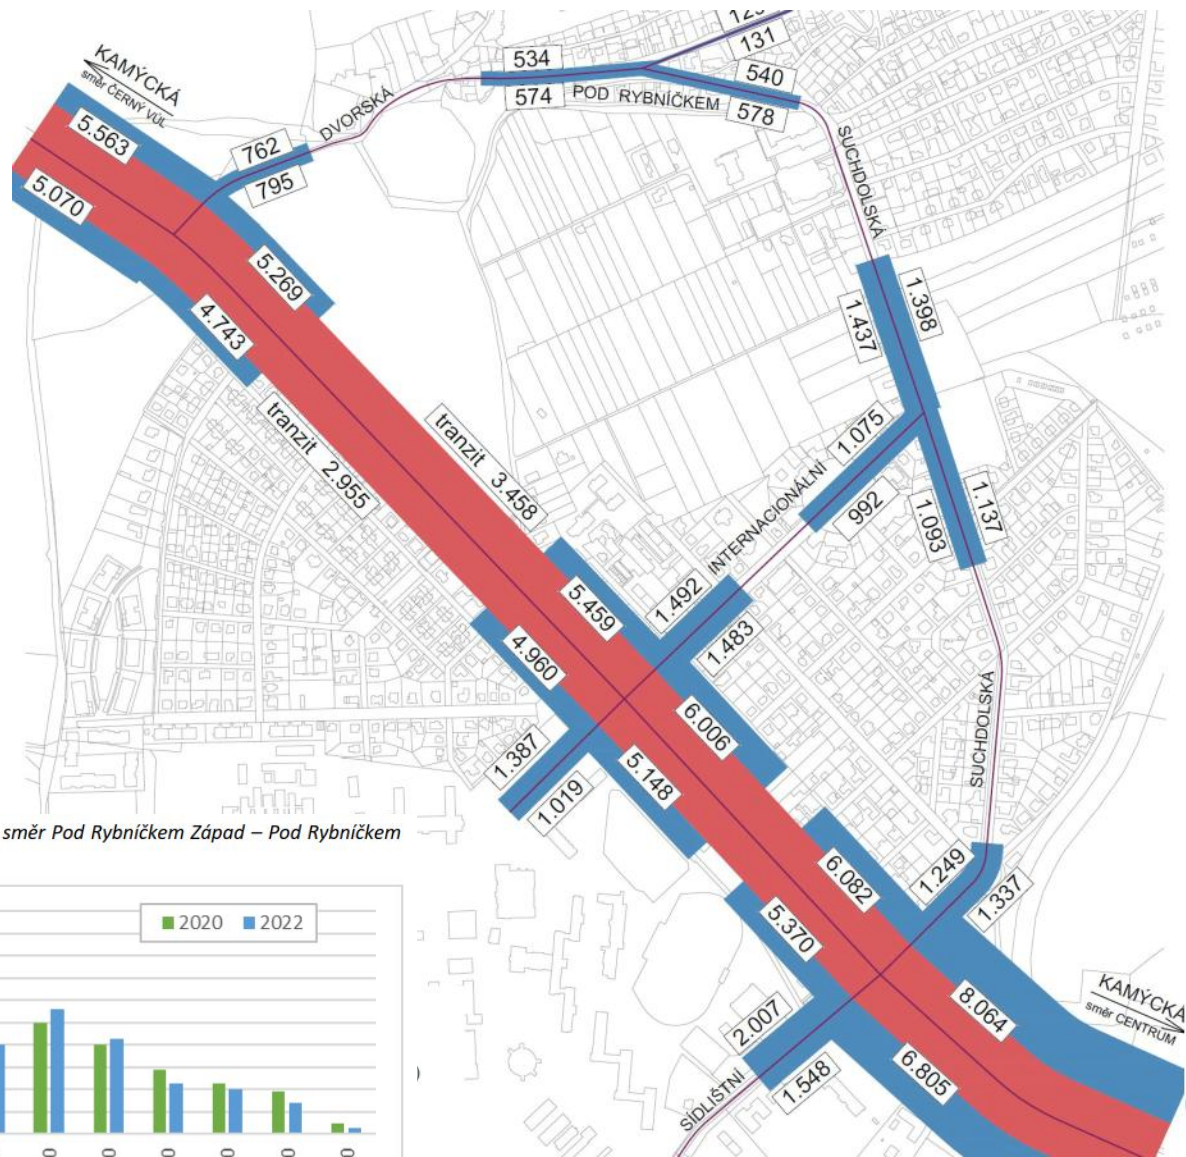 131
534
540
574
POD RYBNÍČKEM
578
KAMÝCKÁ
směr ČERNÝ VŮL
DVORSKÁ
5.563
762
795
SUCHDOLSKÁ
5.070
5.269
4.743
1.398
1.437
tranzit 3.458
tranzit 2.955
1.075
INTERNACIONÁLNÍ
992
1.137
1.093
5.459
1.492
1.483
4.960
6.006
SUCHDOLSKÁ
1.387
1.019
5.148
směr Pod Rybníčkem Západ – Pod Rybníčkem
6.082
1.249
1.337
5.370
2020 2022
KAMÝCKÁ
směr CENTRUM
8.064
2.007
6.805
1.548
SÍDLIŠTNÍ